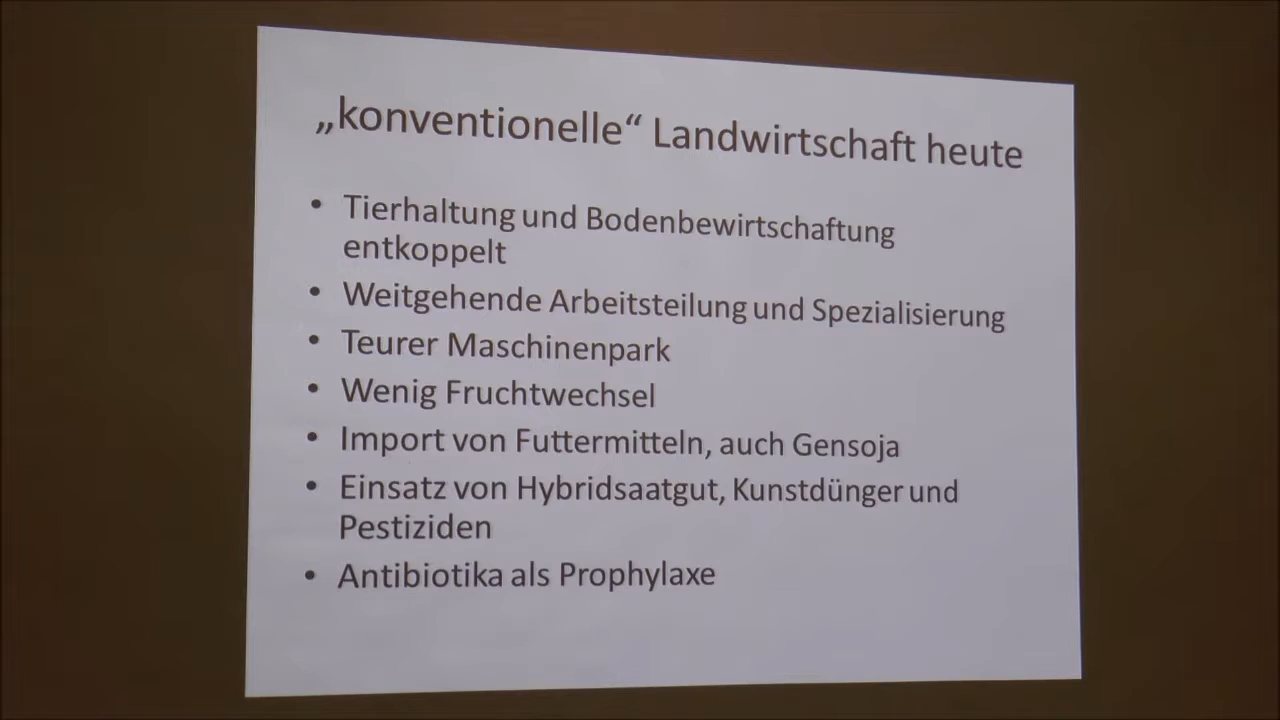 „konventionelle“ Landwirtschaft heute
• Tierhaltung und Bodenbewirtschaftung
entkoppelt
• Weitgehende Arbeitsteilung und Spezialisierung
• Teurer Maschinenpark
• Wenig Fruchtwechsel
• Import von Futtermitteln, auch Gensoja
• Einsatz von Hybridsaatgut, Kunstdünger und
Pestiziden
• Antibiotika als Prophylaxe